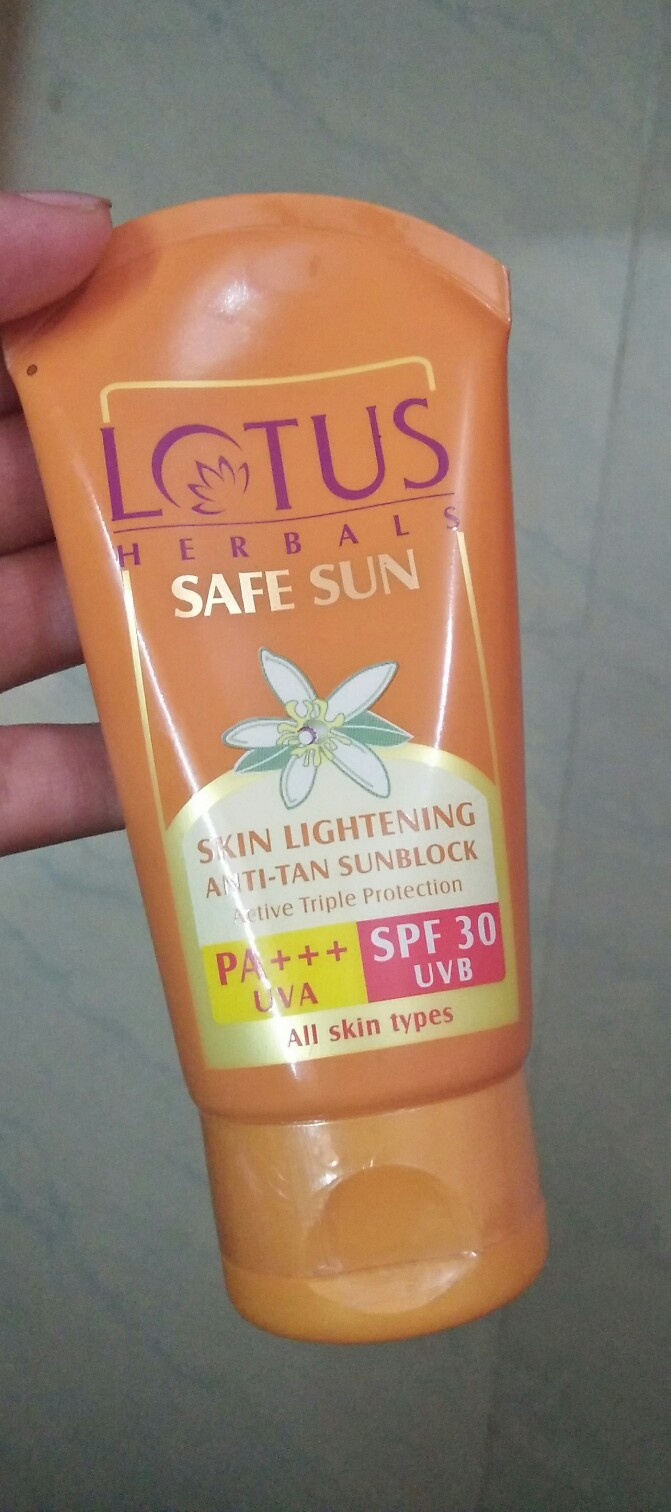 LOTUS
HERBALS
SAFE SUN
SKIN LIGHTENING
ANTI-TAN SUNBLOCK
Active Triple Protection
PA+++ SPF 30
UVA UVB
All skin types